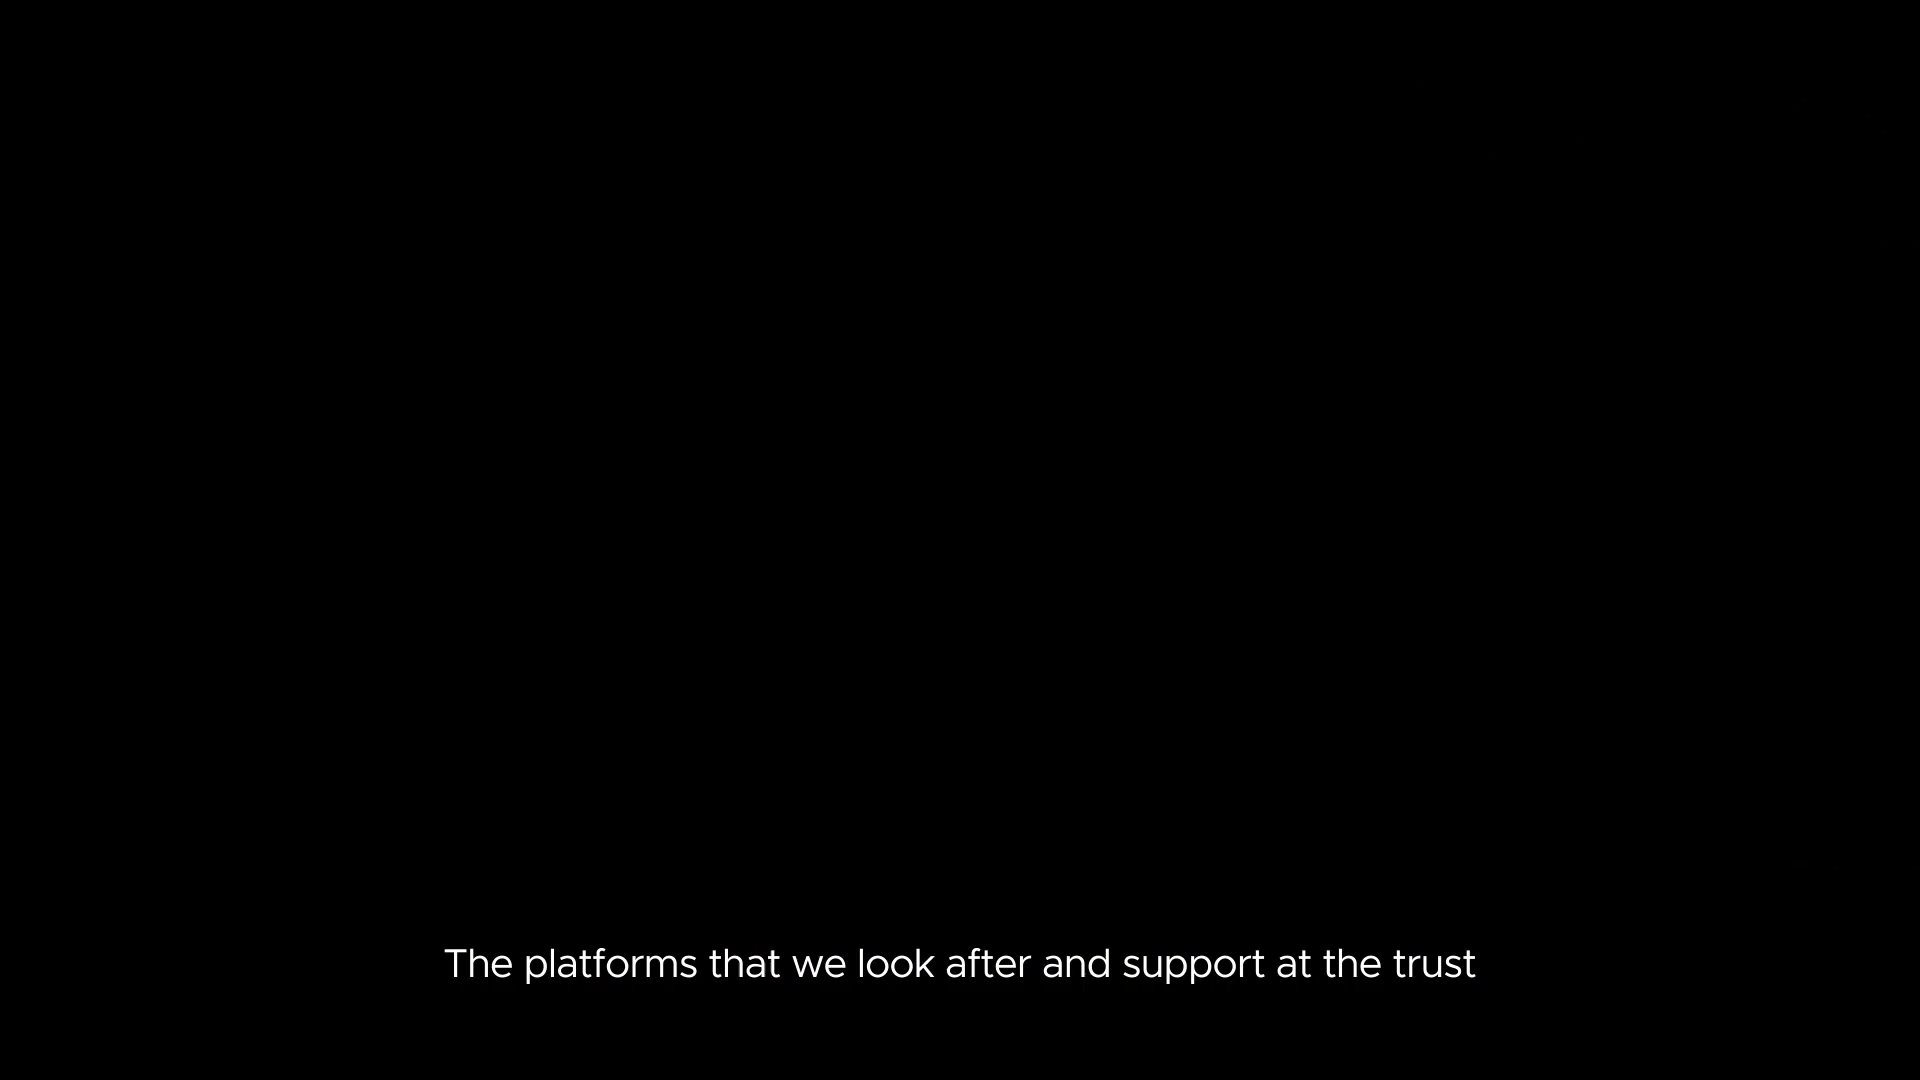 The platforms that we look after and support at the trust